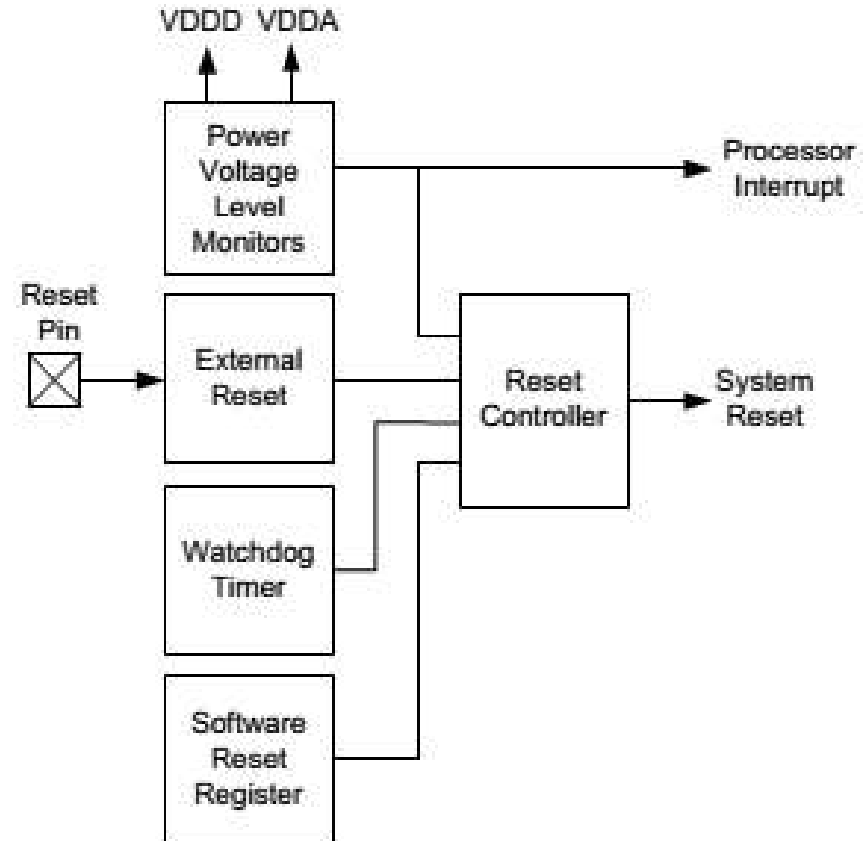 VDDD VDDA
Power
Voltage
Level
Monitors
Processor
Interrupt
Reset
Pin
External
Reset
Reset
Controller
System
Reset
Watchdog
Timer
Software
Reset
Register